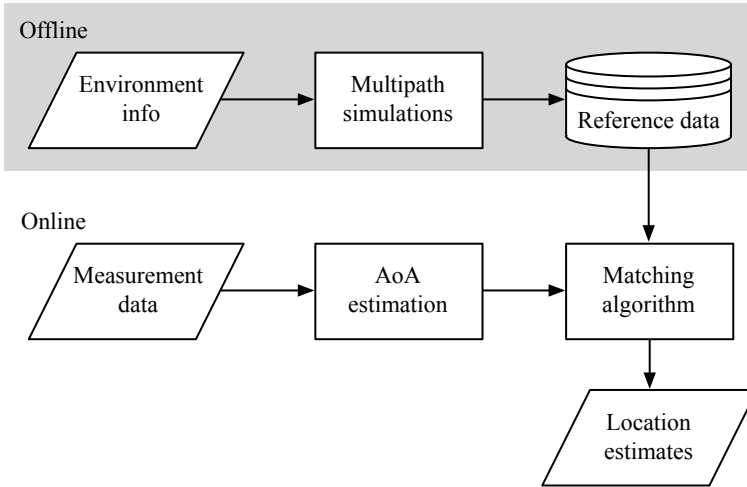 Offline
Environment
info
Multipath
simulations
Reference data
Online
Measurement
data
AoA
estimation
Matching
algorithm
Location
estimates